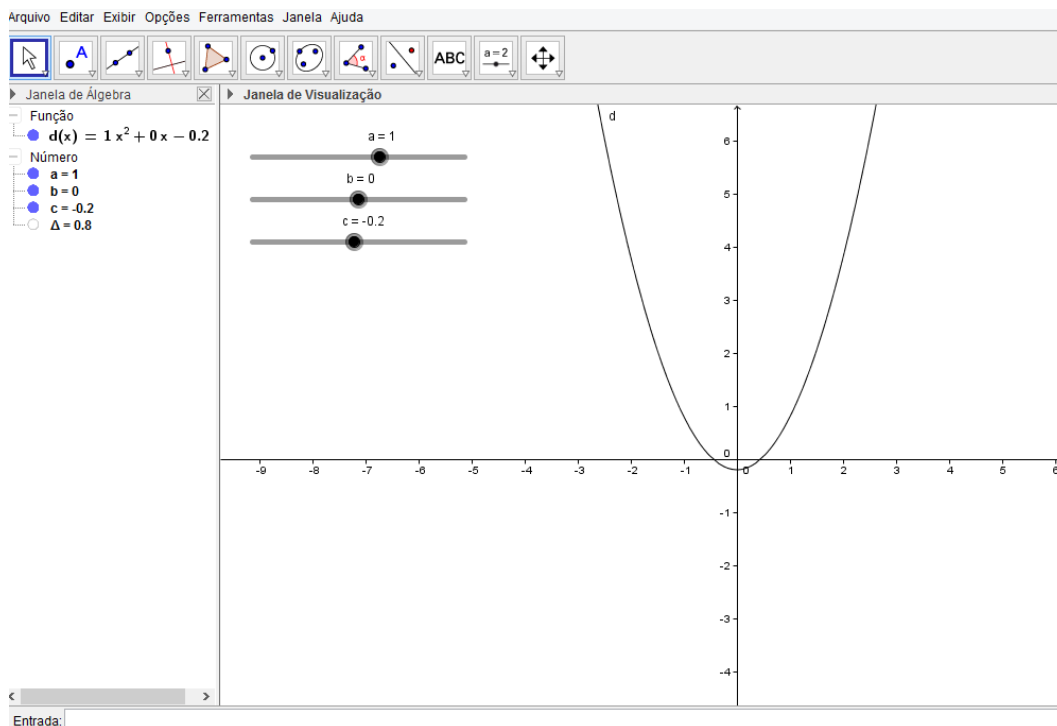 Arquivo Editar Exibir Opções Ferramentas Janela Ajuda
A α ABC a=2
Janela de Álgebra
Janela de Visualização
Função
d(x) = 1 x² + 0 x − 0.2
Número
a = 1
b = 0
c = -0.2
Δ = 0.8
a = 1
b = 0
c = -0.2
d
6
5
4
3
2
1
0
-9 -8 -7 -6 -5 -4 -3 -2 -1 0 1 2 3 4 5 6
-1
-2
-3
-4
Entrada: